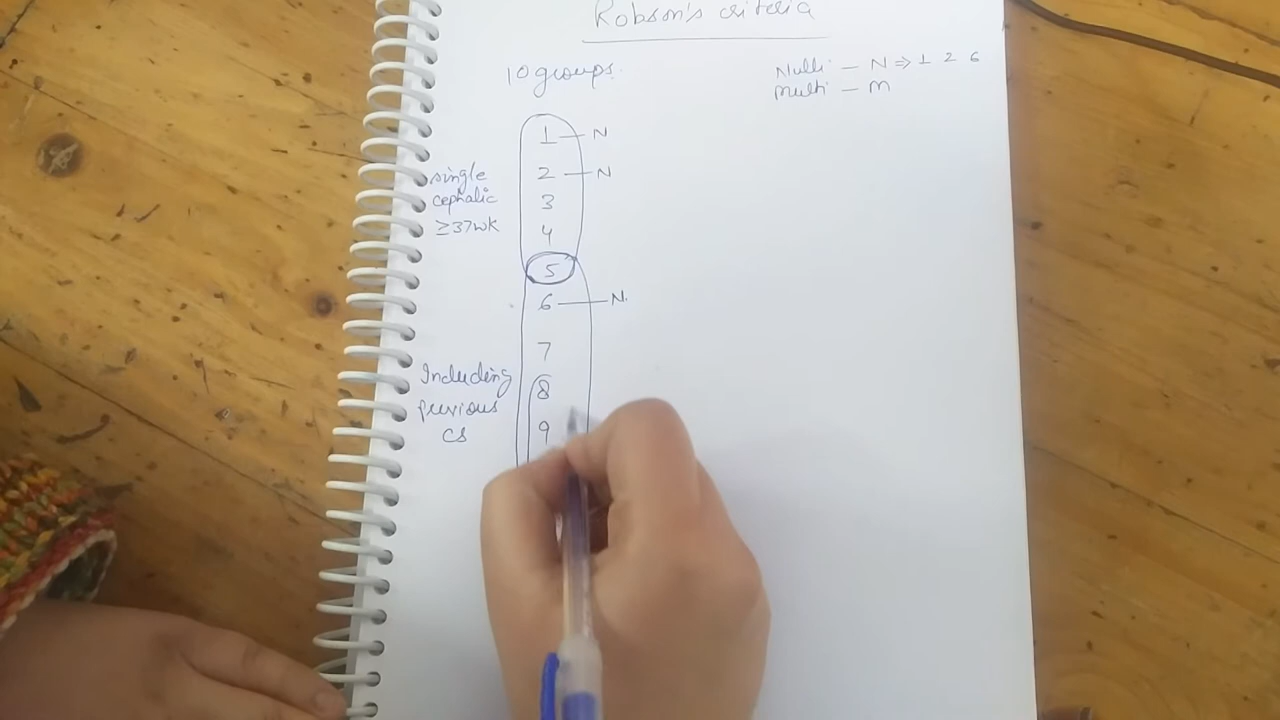 Robson's criteria
10 groups.
Nulli — N ⇒ 1 2 6
Multi — M
1 — N
2 — N
3
4
5
6 — N.
7
8
9
single
cephalic
≥37wk
Including
previous
CS